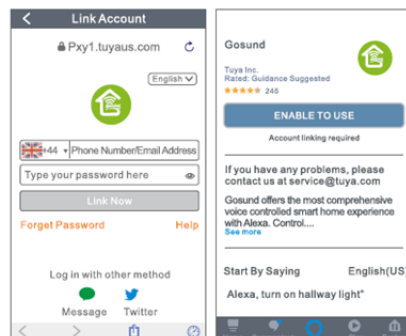 Link Account
Pxy1.tuyaus.com
English
+44 Phone Number/Email Address
Type your password here
Link Now
Forget Password Help
Log in with other method
Message Twitter
Gosund
Tuya Inc.
Rated: Guidance Suggested
245
ENABLE TO USE
Account linking required
If you have any problems, please
contact us at service@tuya.com
Gosund offers the most comprehensive
voice controlled smart home experience
with Alexa. Control....
See more
Start By Saying English(US)
Alexa, turn on hallway light"